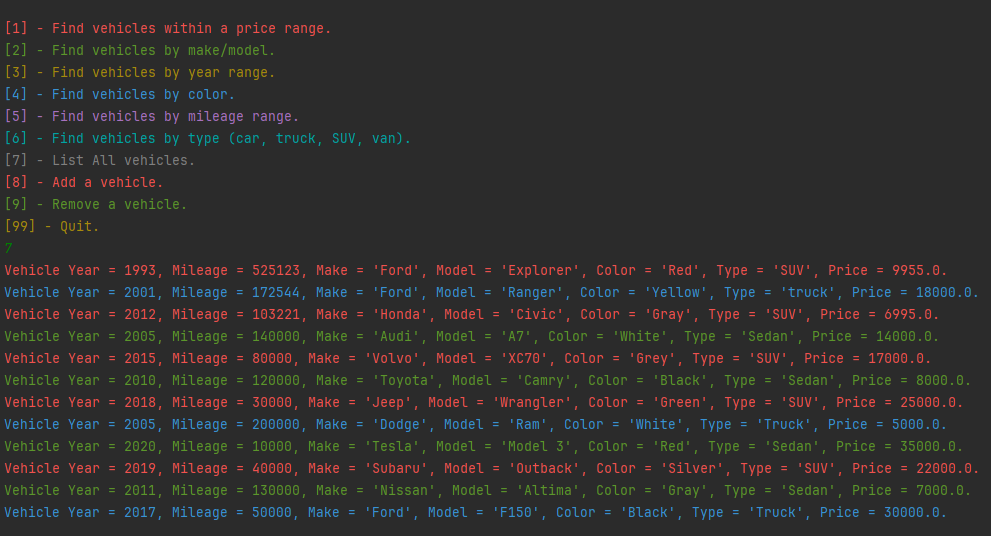 [1] - Find vehicles within a price range.
[2] - Find vehicles by make/model.
[3] - Find vehicles by year range.
[4] - Find vehicles by color.
[5] - Find vehicles by mileage range.
[6] - Find vehicles by type (car, truck, SUV, van).
[7] - List All vehicles.
[8] - Add a vehicle.
[9] - Remove a vehicle.
[99] - Quit.
7
Vehicle Year = 1993, Mileage = 525123, Make = 'Ford', Model = 'Explorer', Color = 'Red', Type = 'SUV', Price = 9955.0.
Vehicle Year = 2001, Mileage = 172544, Make = 'Ford', Model = 'Ranger', Color = 'Yellow', Type = 'truck', Price = 18000.0.
Vehicle Year = 2012, Mileage = 103221, Make = 'Honda', Model = 'Civic', Color = 'Gray', Type = 'SUV', Price = 6995.0.
Vehicle Year = 2005, Mileage = 140000, Make = 'Audi', Model = 'A7', Color = 'White', Type = 'Sedan', Price = 14000.0.
Vehicle Year = 2015, Mileage = 80000, Make = 'Volvo', Model = 'XC70', Color = 'Grey', Type = 'SUV', Price = 17000.0.
Vehicle Year = 2010, Mileage = 120000, Make = 'Toyota', Model = 'Camry', Color = 'Black', Type = 'Sedan', Price = 8000.0.
Vehicle Year = 2018, Mileage = 30000, Make = 'Jeep', Model = 'Wrangler', Color = 'Green', Type = 'SUV', Price = 25000.0.
Vehicle Year = 2005, Mileage = 200000, Make = 'Dodge', Model = 'Ram', Color = 'White', Type = 'Truck', Price = 5000.0.
Vehicle Year = 2020, Mileage = 10000, Make = 'Tesla', Model = 'Model 3', Color = 'Red', Type = 'Sedan', Price = 35000.0.
Vehicle Year = 2019, Mileage = 40000, Make = 'Subaru', Model = 'Outback', Color = 'Silver', Type = 'SUV', Price = 22000.0.
Vehicle Year = 2011, Mileage = 130000, Make = 'Nissan', Model = 'Altima', Color = 'Gray', Type = 'Sedan', Price = 7000.0.
Vehicle Year = 2017, Mileage = 50000, Make = 'Ford', Model = 'F150', Color = 'Black', Type = 'Truck', Price = 30000.0.